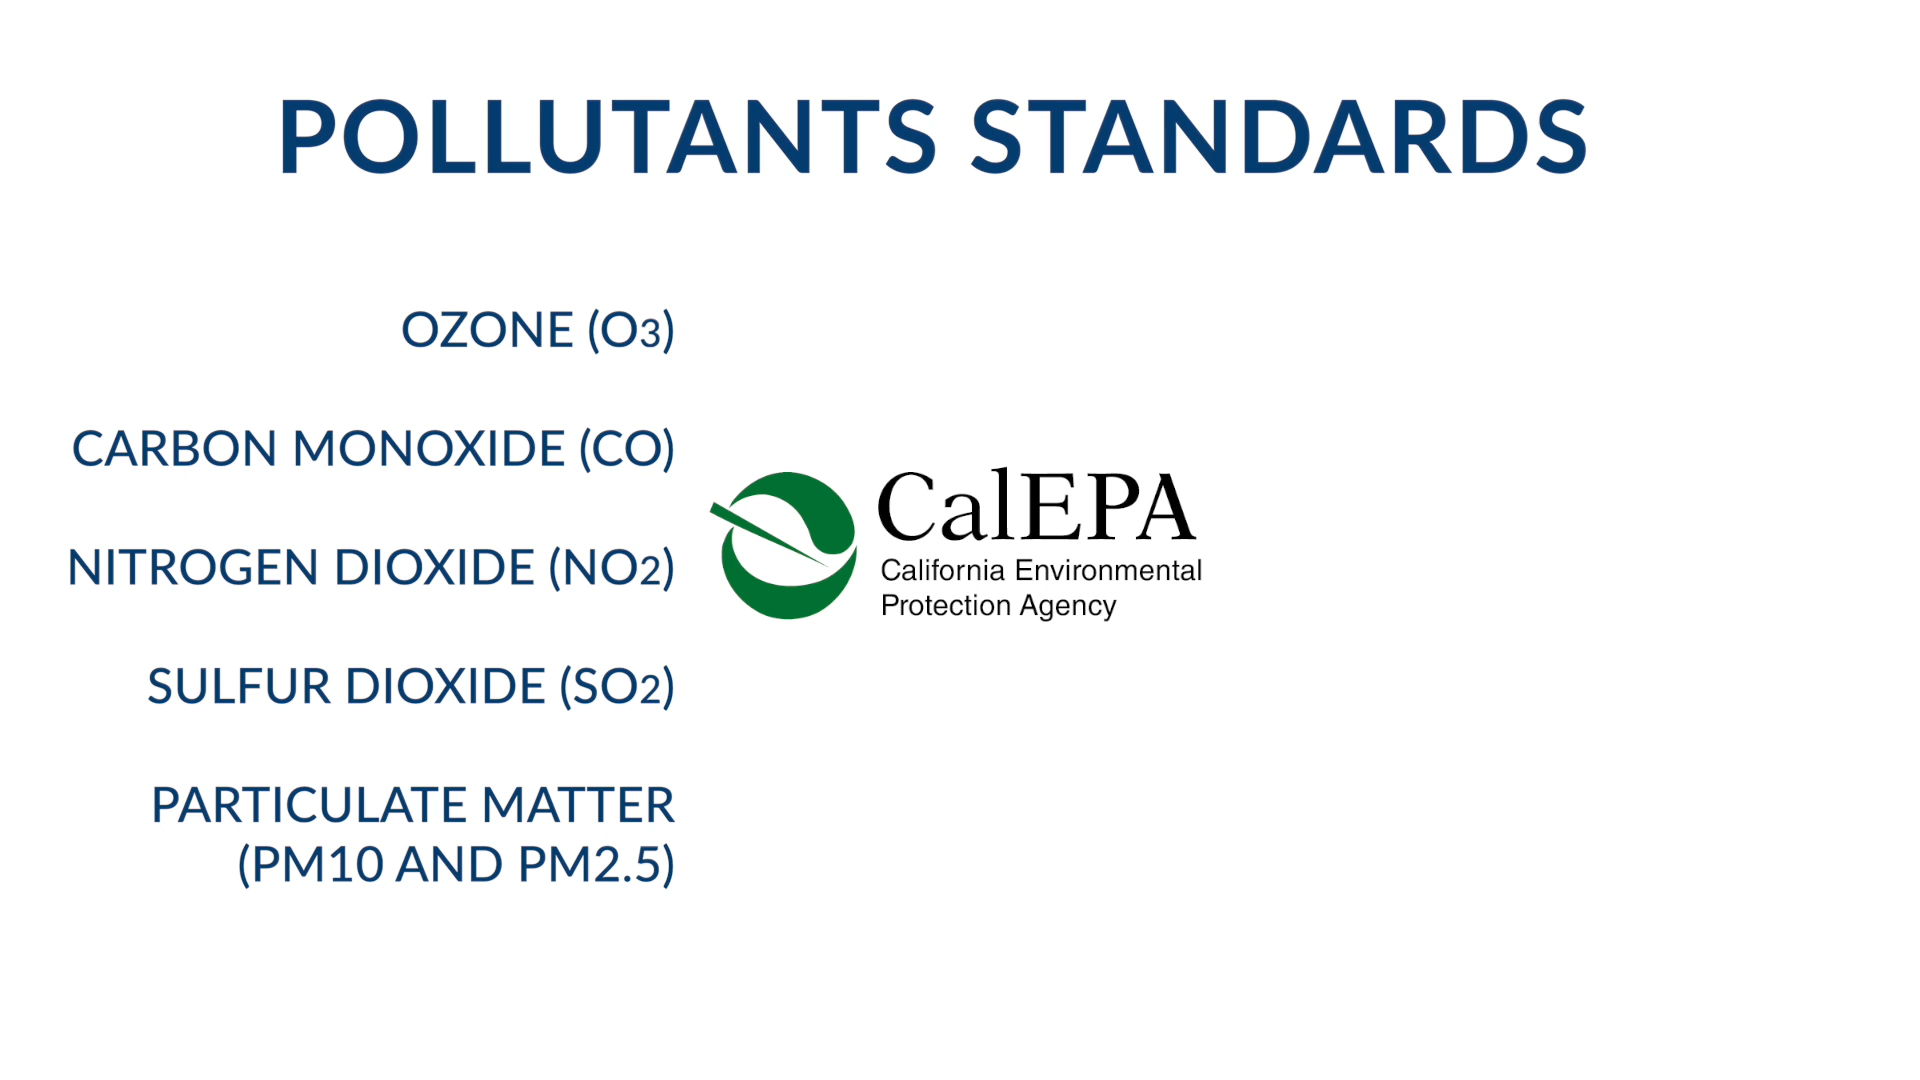 POLLUTANTS STANDARDS
OZONE (O3)
CARBON MONOXIDE (CO)
NITROGEN DIOXIDE (NO2)
SULFUR DIOXIDE (SO2)
PARTICULATE MATTER
(PM10 AND PM2.5)
CalEPA
California Environmental
Protection Agency